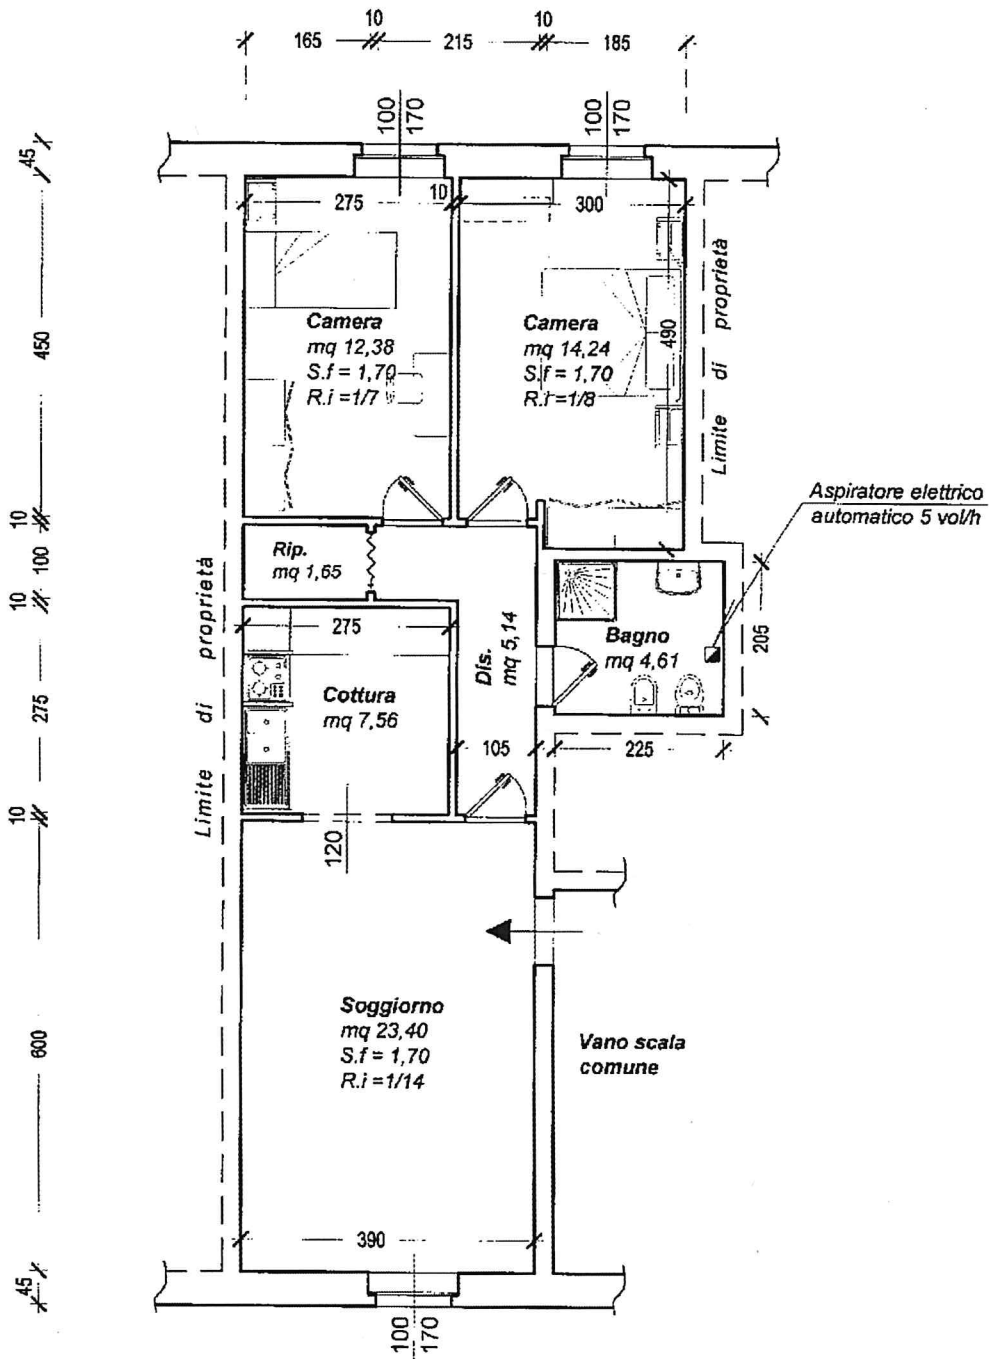 10 10
165 215 185
100 170
100 170
45
275 10 300
Camera
mq 12,38
S.f = 1,70
R.i =1/7
Camera
mq 14,24
S.f = 1,70
R.i =1/8
490
450
Limite di proprietà
Aspiratore elettrico
automatico 5 vol/h
10
100
10
275
10
Rip.
mq 1,65
Limite di proprietà
275
Cottura
mq 7,56
Dis.
mq 5,14
Bagno
mq 4,61
205
105 225
120
Soggiorno
mq 23,40
S.f = 1,70
R.i =1/14
Vano scala
comune
600
390
45
100 170